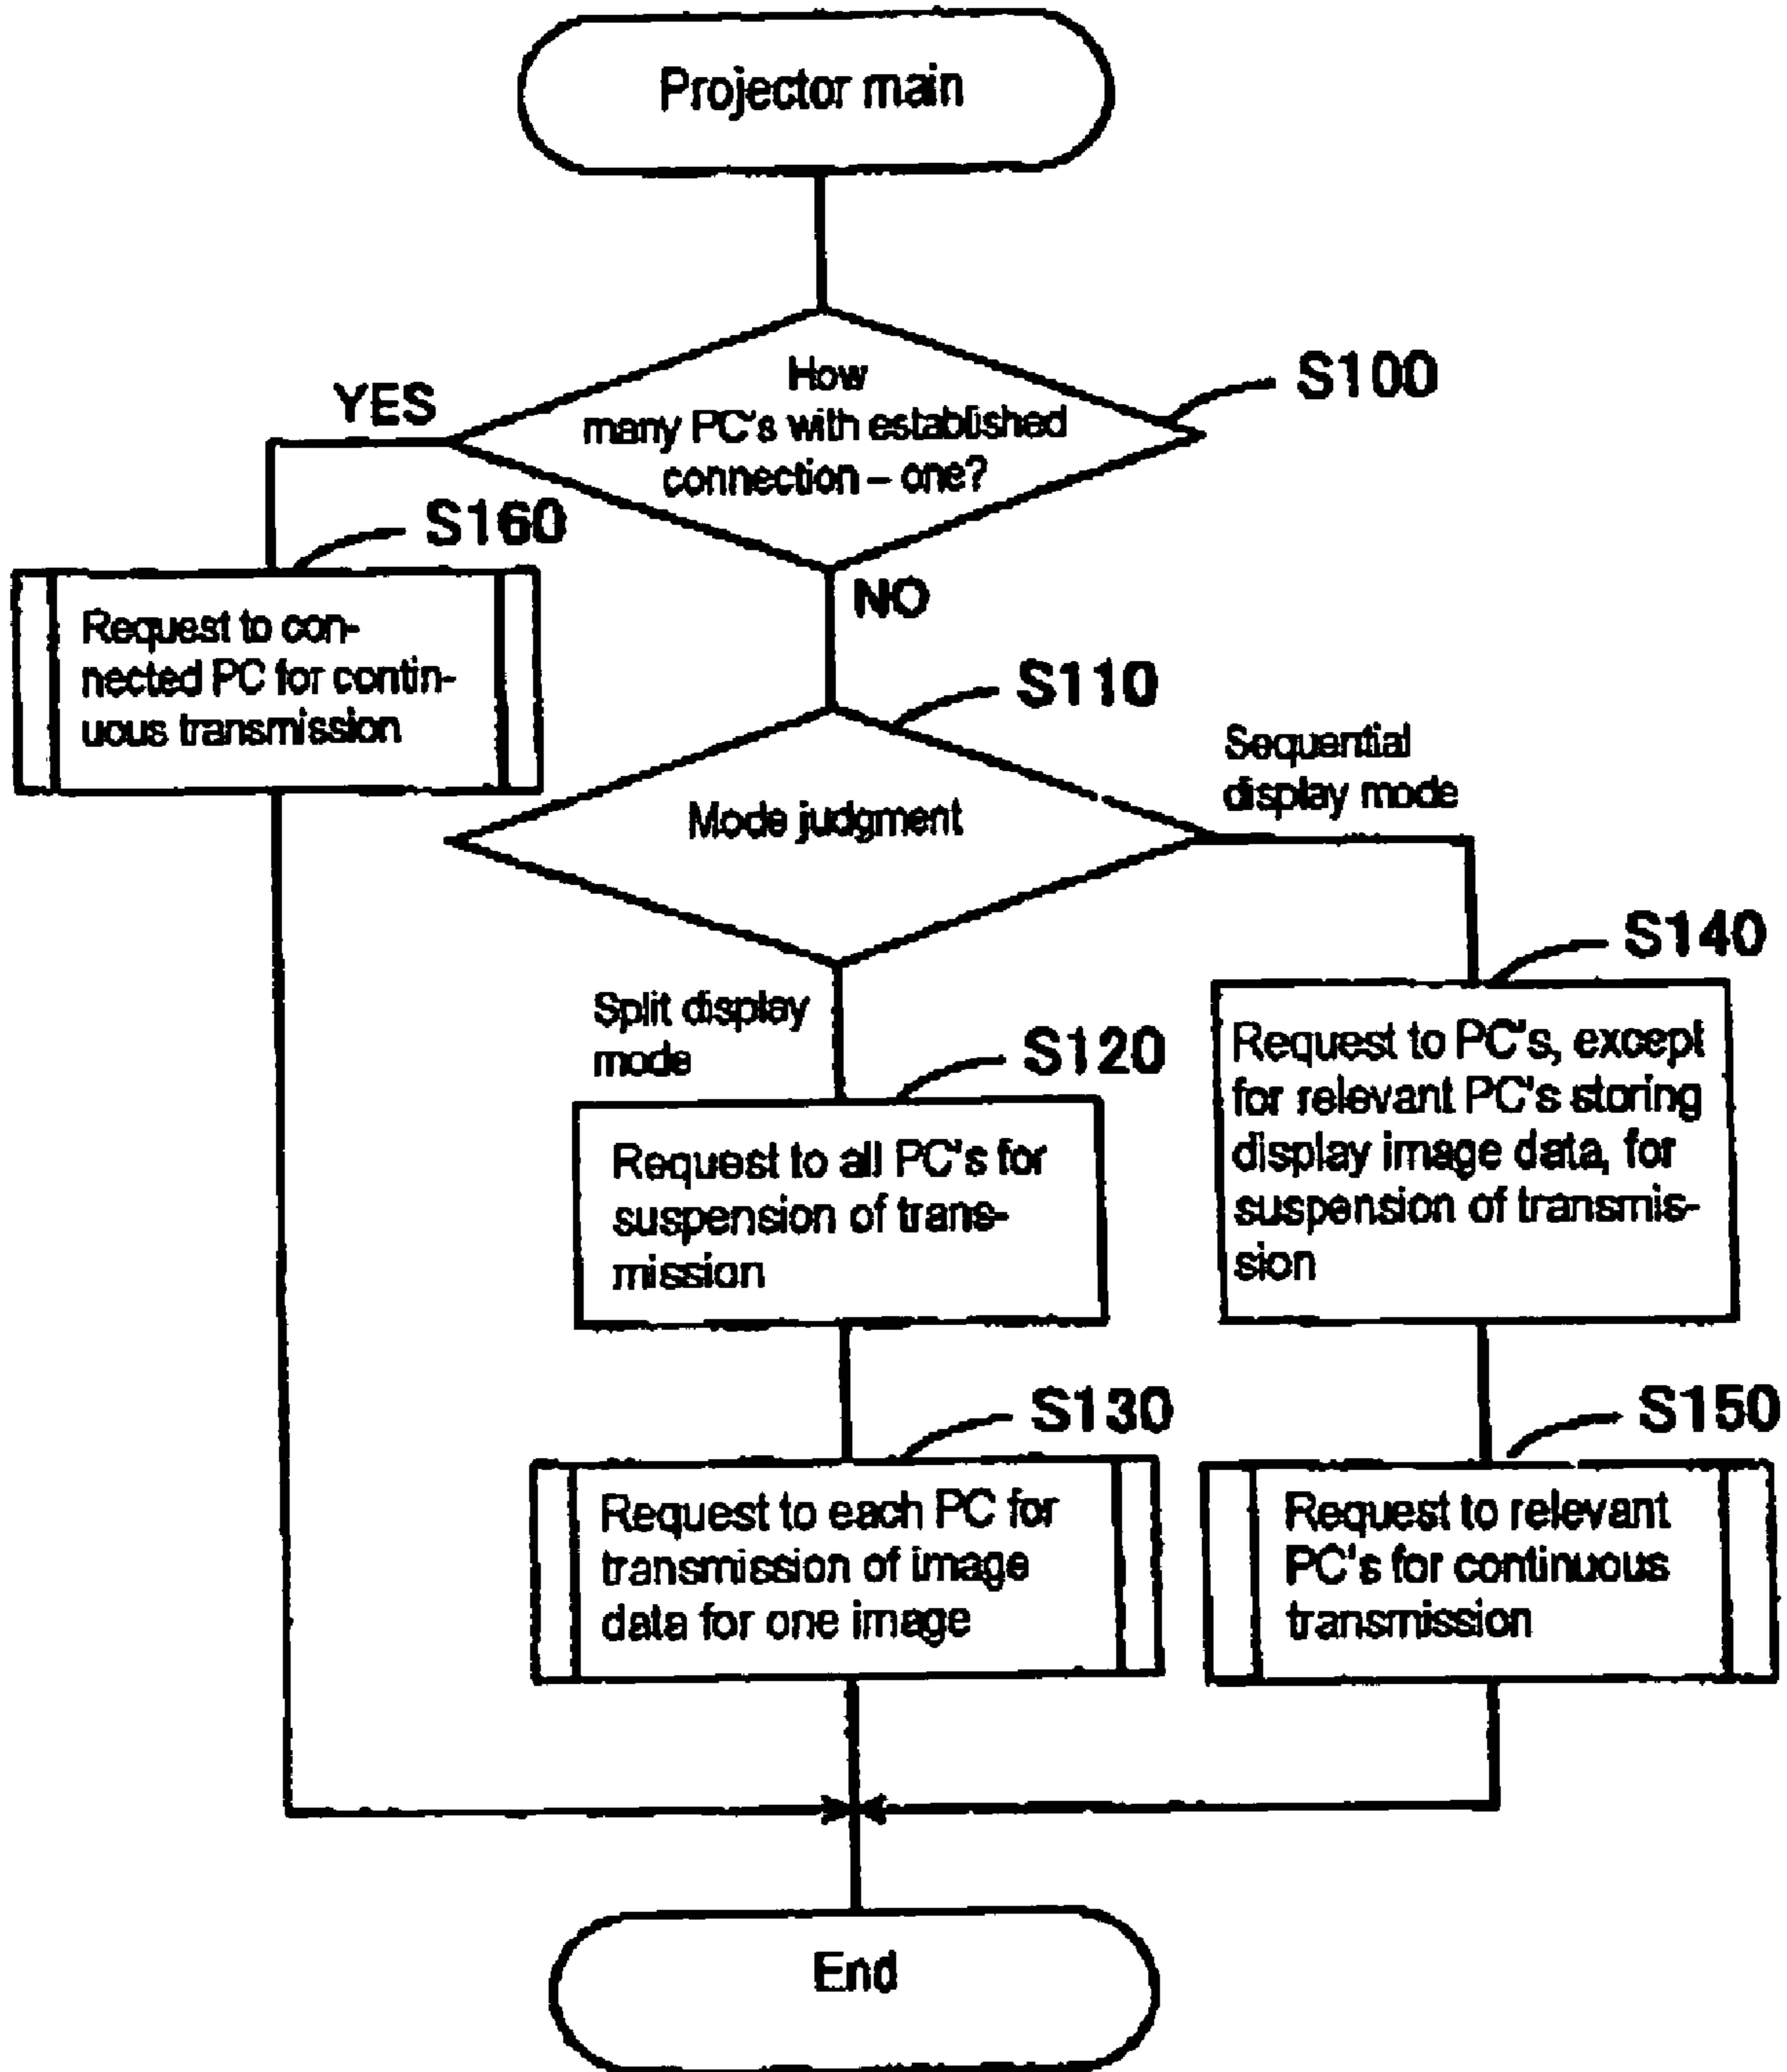 Projector main
How
many PC's with established
connection – one?
S100
YES
NO
S160
Request to con-
nected PC for contin-
uous transmission
S110
Mode judgment
Sequential
display mode
Split display
mode
S120
Request to all PC's for
suspension of trans-
mission
S140
Request to PC's, except
for relevant PC's storing
display image data, for
suspension of transmis-
sion
S130
Request to each PC for
transmission of image
data for one image
S150
Request to relevant
PC's for continuous
transmission
End